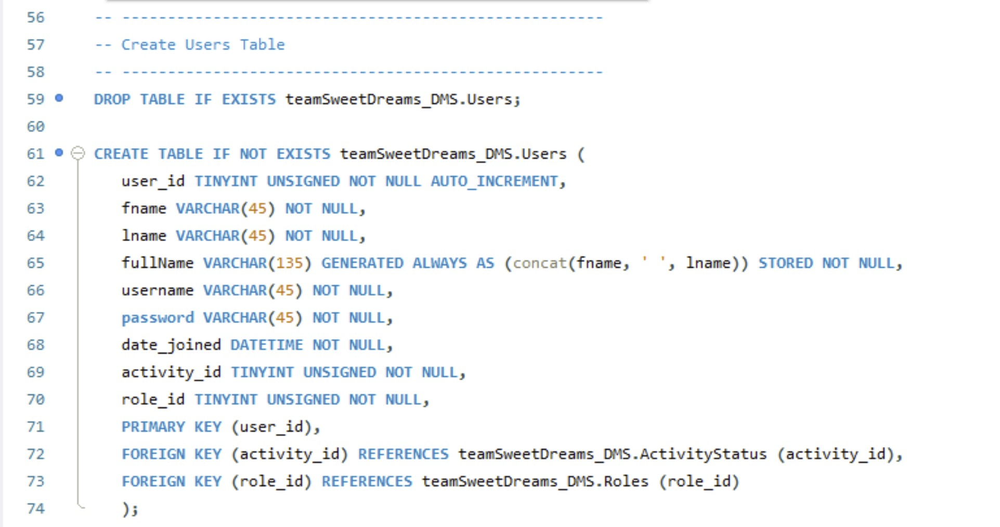 56 -- -----------------------------------------------------
57 -- Create Users Table
58 -- -----------------------------------------------------
59 DROP TABLE IF EXISTS teamSweetDreams_DMS.Users;
60
61 CREATE TABLE IF NOT EXISTS teamSweetDreams_DMS.Users (
62 user_id TINYINT UNSIGNED NOT NULL AUTO_INCREMENT,
63 fname VARCHAR(45) NOT NULL,
64 lname VARCHAR(45) NOT NULL,
65 fullName VARCHAR(135) GENERATED ALWAYS AS (concat(fname, ' ', lname)) STORED NOT NULL,
66 username VARCHAR(45) NOT NULL,
67 password VARCHAR(45) NOT NULL,
68 date_joined DATETIME NOT NULL,
69 activity_id TINYINT UNSIGNED NOT NULL,
70 role_id TINYINT UNSIGNED NOT NULL,
71 PRIMARY KEY (user_id),
72 FOREIGN KEY (activity_id) REFERENCES teamSweetDreams_DMS.ActivityStatus (activity_id),
73 FOREIGN KEY (role_id) REFERENCES teamSweetDreams_DMS.Roles (role_id)
74 );